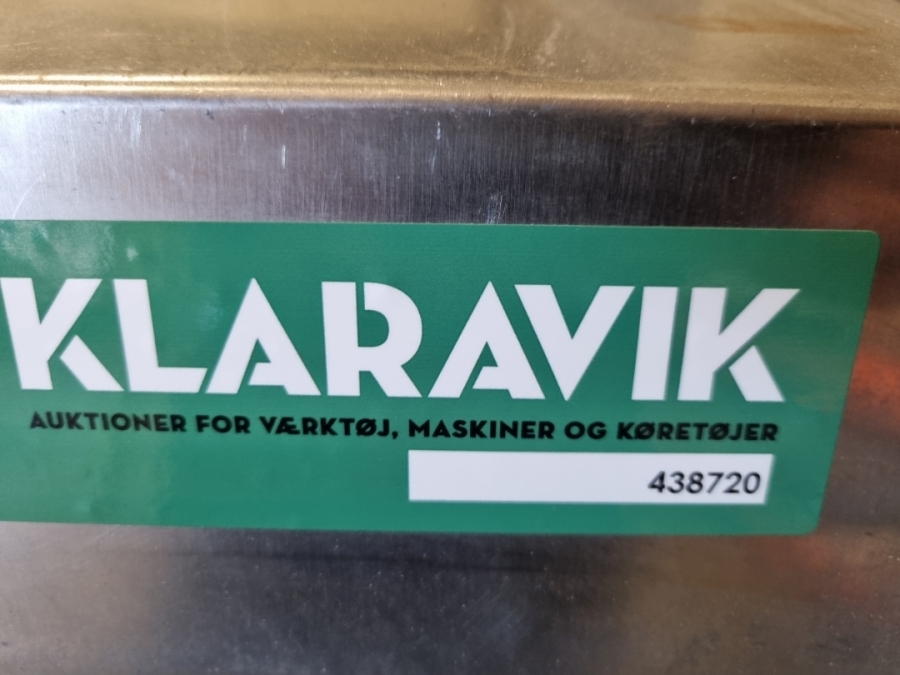 KLARAVIK
AUKTIONER FOR VÆRKTØJ, MASKINER OG KØRETØJER
438720